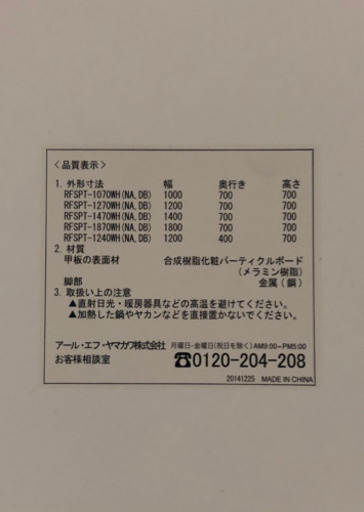 ＜品質表示＞
1. 外形寸法 幅 奥行き 高さ
RFSPT-1070WH(NA,DB) 1000 700 700
RFSPT-1270WH(NA,DB) 1200 700 700
RFSPT-1470WH(NA,DB) 1400 700 700
RFSPT-1870WH(NA,DB) 1800 700 700
RFSPT-1240WH(NA,DB) 1200 400 700
2. 材質
甲板の表面材 合成樹脂化粧パーティクルボード
(メラミン樹脂)
脚部 金属(鋼)
3. 取扱い上の注意
▲直射日光・暖房器具などの高温を避けてください。
▲加熱した鍋やヤカンなどを直接置かないでください。
アール・エフ・ヤマカワ株式会社 月曜日-金曜日(祝日を除く)AM9:00~PM5:00
お客様相談室 ☎0120-204-208
20141225 MADE IN CHINA